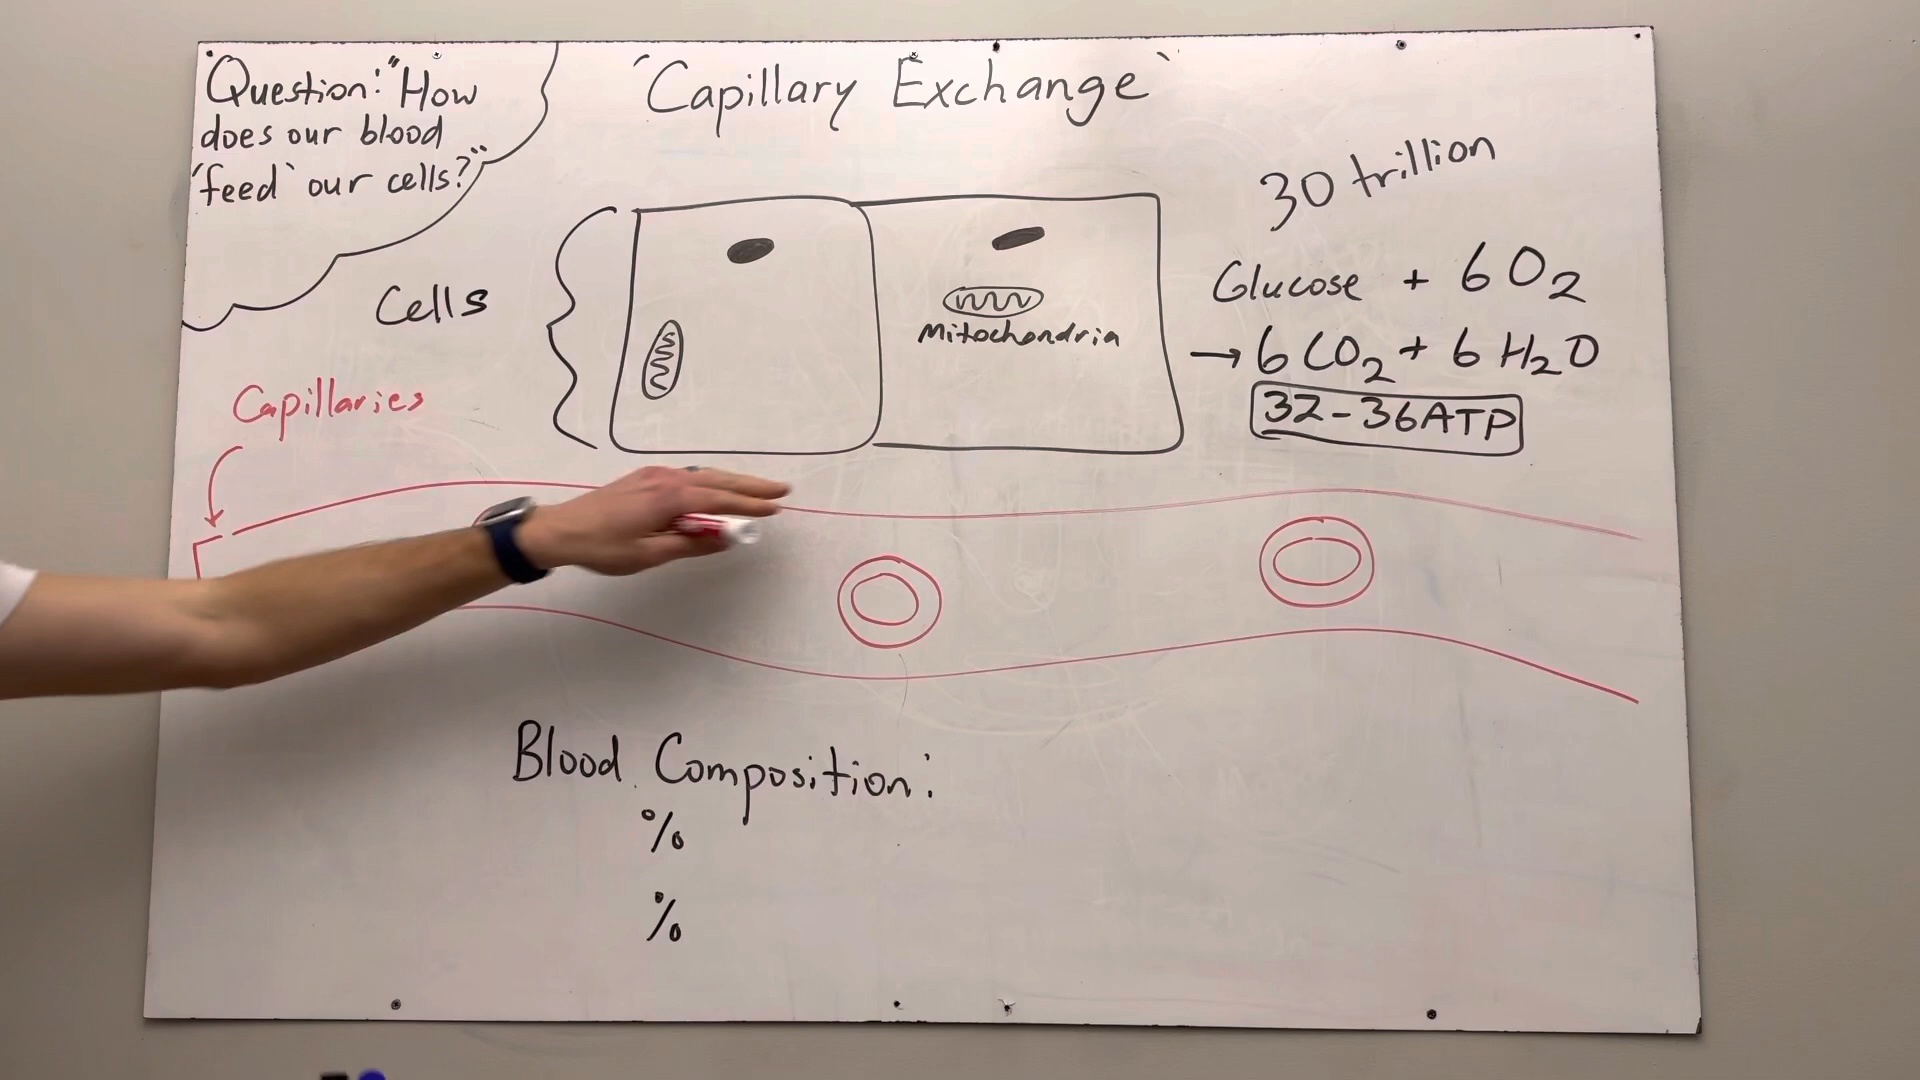 Question: "How
does our blood
'feed' our cells?"
'Capillary Exchange'
30 trillion
Glucose + 6O2
→ 6CO2 + 6H2O
32-36ATP
Cells
Mitochondria
Capillaries
Blood Composition:
%
%